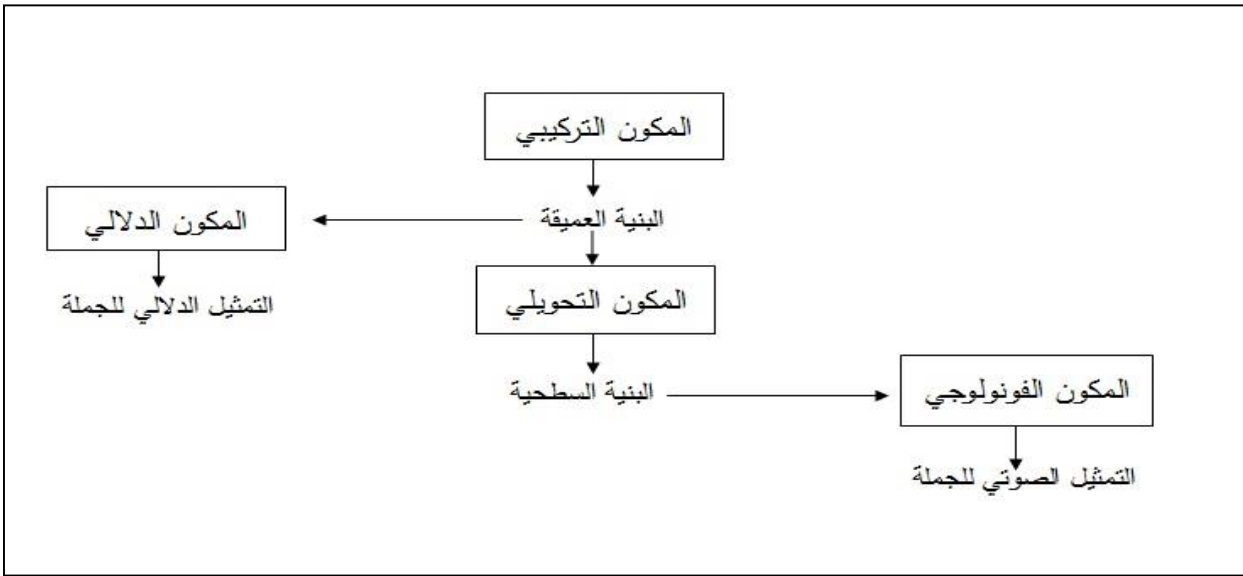 المكون التركيبي
البنية العميقة
المكون الدلالي
التمثيل الدلالي للجملة
المكون التحويلي
البنية السطحية
المكون الفونولوجي
التمثيل الصوتي للجملة